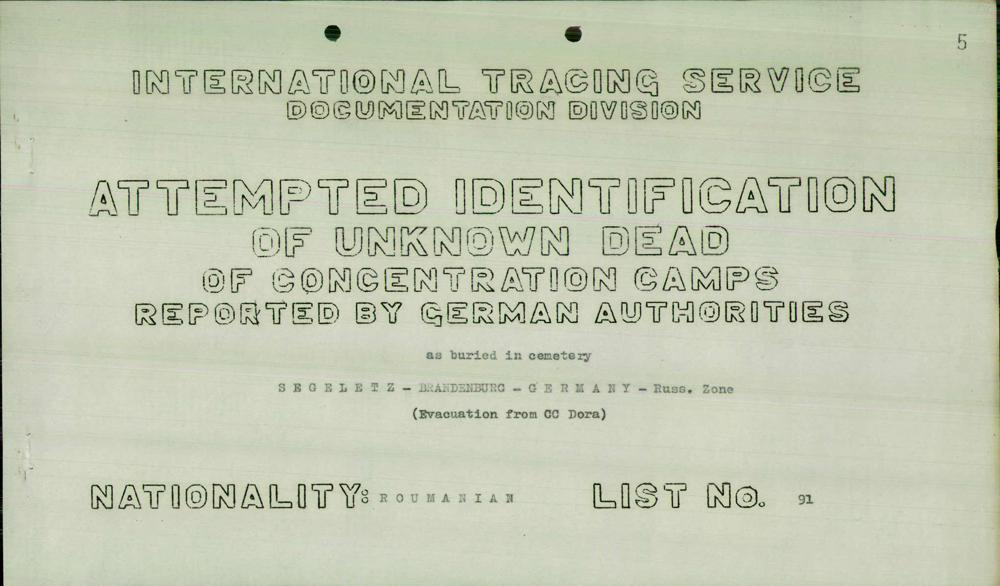 5
INTERNATIONAL TRACING SERVICE
DOCUMENTATION DIVISION
ATTEMPTED IDENTIFICATION
OF UNKNOWN DEAD
OF CONCENTRATION CAMPS
REPORTED BY GERMAN AUTHORITIES
as buried in cemetery
S E G E L E T Z - BRANDENBURG - G E R M A N Y - Russ. Zone
(Evacuation from CC Dora)
NATIONALITY: R O U M A N I A N LIST No. 91